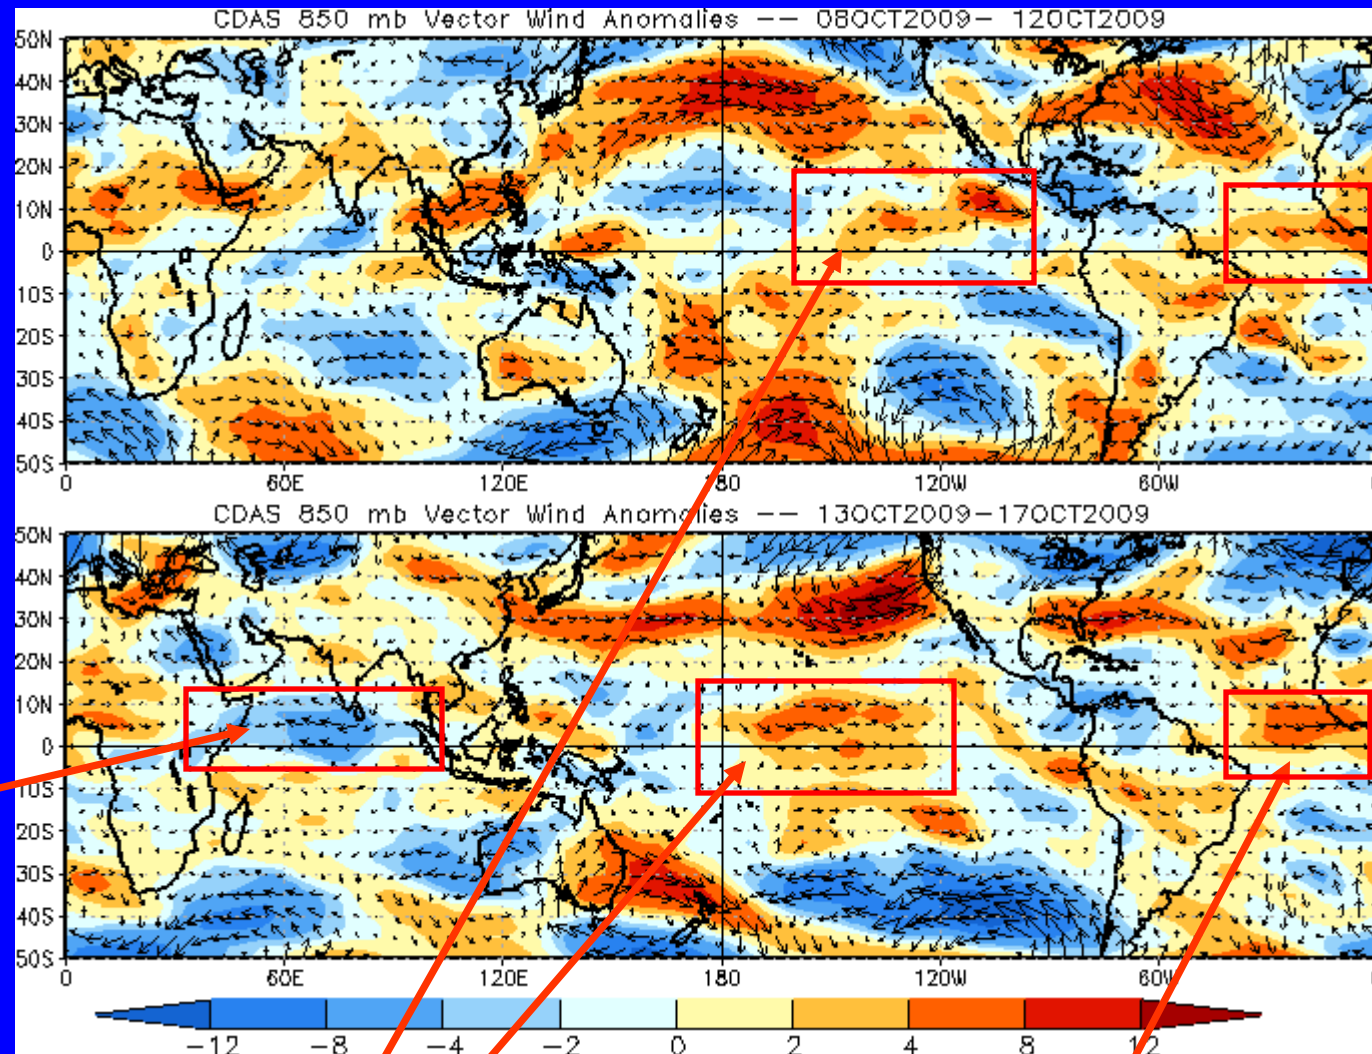 CDAS 850 mb Vector Wind Anomalies -- 08OCT2009- 12OCT2009
50N
40N
30N
20N
10N
0
10S
20S
30S
40S
50S
0 60E 120E 180 120W 60W
CDAS 850 mb Vector Wind Anomalies -- 13OCT2009-17OCT2009
50N
40N
30N
20N
10N
0
10S
20S
30S
40S
50S
0 60E 120E 180 120W 60W
-12 -8 -4 -2 0 2 4 8 12